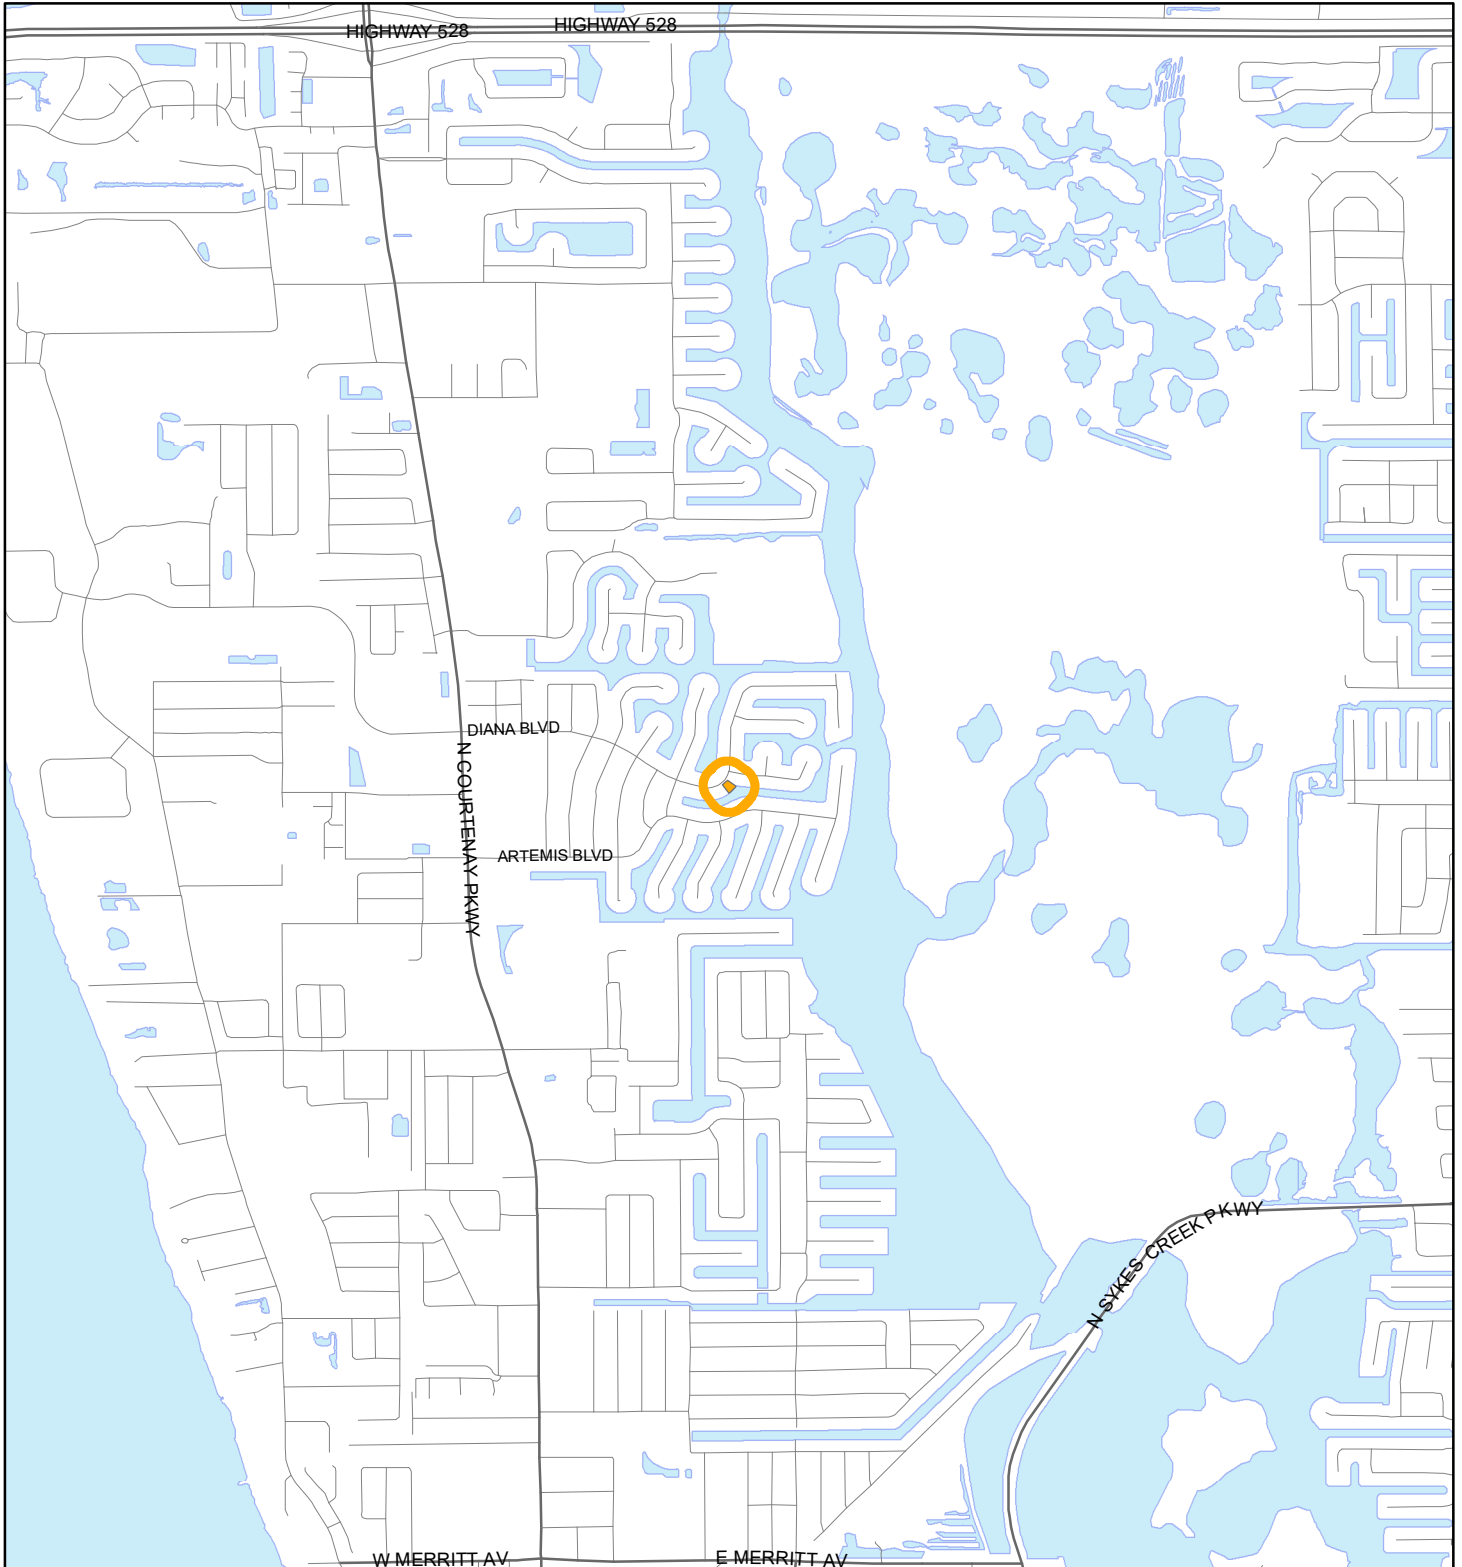 HIGHWAY 528
HIGHWAY 528
DIANA BLVD
N COURTENAY PKWY
ARTEMIS BLVD
N SYKES CREEK PKWY
W MERRITT AV
E MERRITT AV